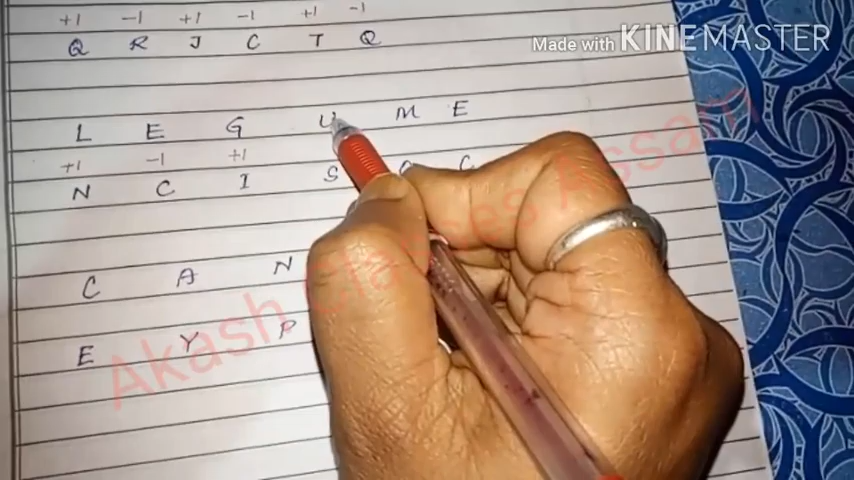 +1 -1 +1 -1 +1 -1
Q R J C T Q
Made with KINEMASTER
L E G U M E
+1 -1 +1
N C I S O C
C A N
E Y P
Akash Classes Assam